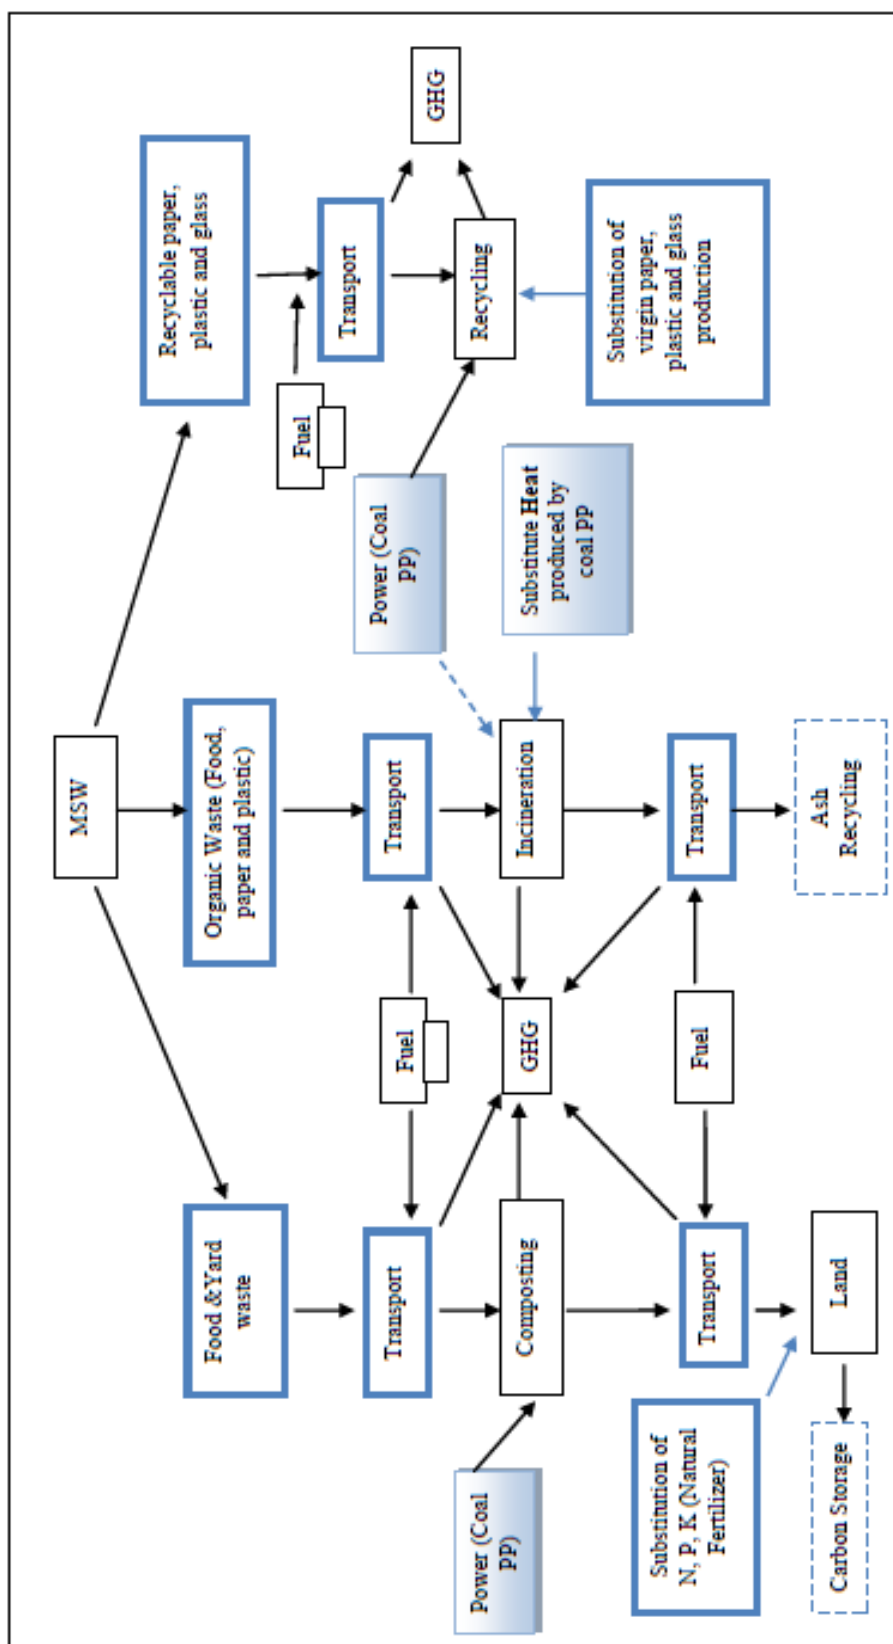 MSW
Food &Yard
waste
Organic Waste (Food,
paper and plastic)
Recyclable paper,
plastic and glass
Transport
Fuel
Transport
Fuel
Transport
GHG
Power (Coal
PP)
Composting
GHG
Incineration
Power (Coal
PP)
Recycling
Substitute Heat
produced by
coal PP
Substitution of
virgin paper,
plastic and glass
production
Substitution of
N, P, K (Natural
Fertilizer)
Transport
Fuel
Transport
Carbon Storage
Land
Ash
Recycling